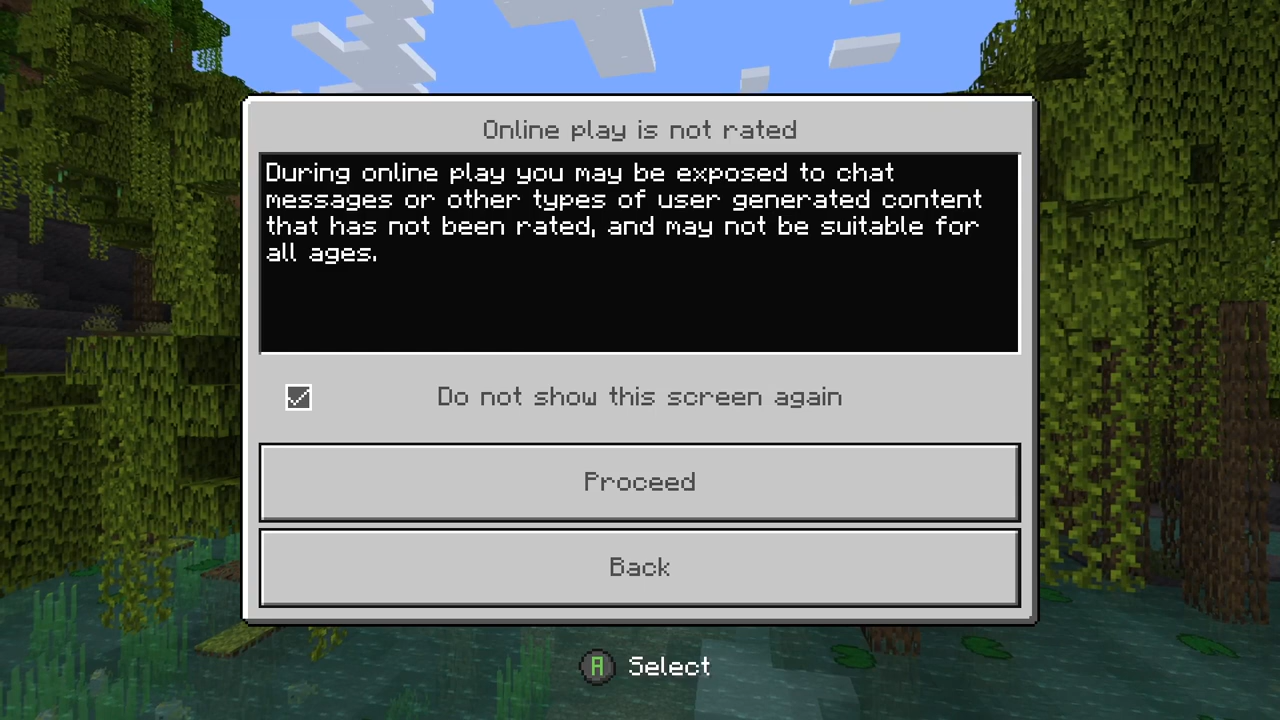 Online play is not rated
During online play you may be exposed to chat
messages or other types of user generated content
that has not been rated, and may not be suitable for
all ages.
Do not show this screen again
Proceed
Back
A Select